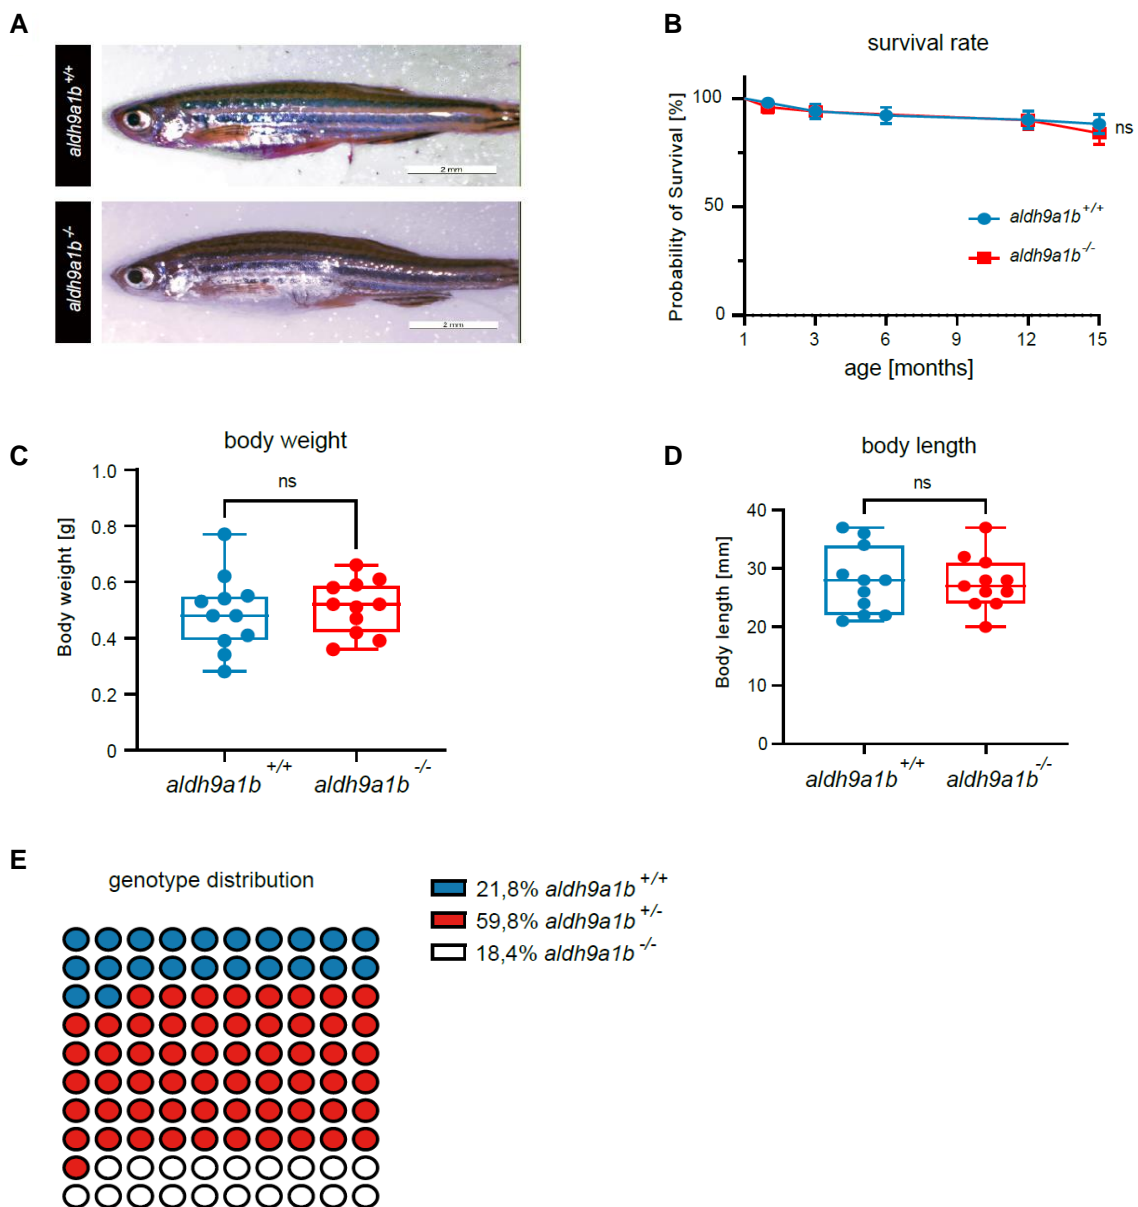 A
aldh9a1b+/+
2 mm
aldh9a1b-/-
2 mm
B
survival rate
Probability of Survival [%]
100
50
0
1 3 6 9 12 15
age [months]
ns
aldh9a1b+/+
aldh9a1b-/-
C
body weight
Body weight [g]
1.0
0.8
0.6
0.4
0.2
0
ns
aldh9a1b+/+ aldh9a1b-/-
D
body length
Body length [mm]
40
30
20
10
0
ns
aldh9a1b+/+ aldh9a1b-/-
E
genotype distribution
21,8% aldh9a1b+/+
59,8% aldh9a1b+/-
18,4% aldh9a1b-/-